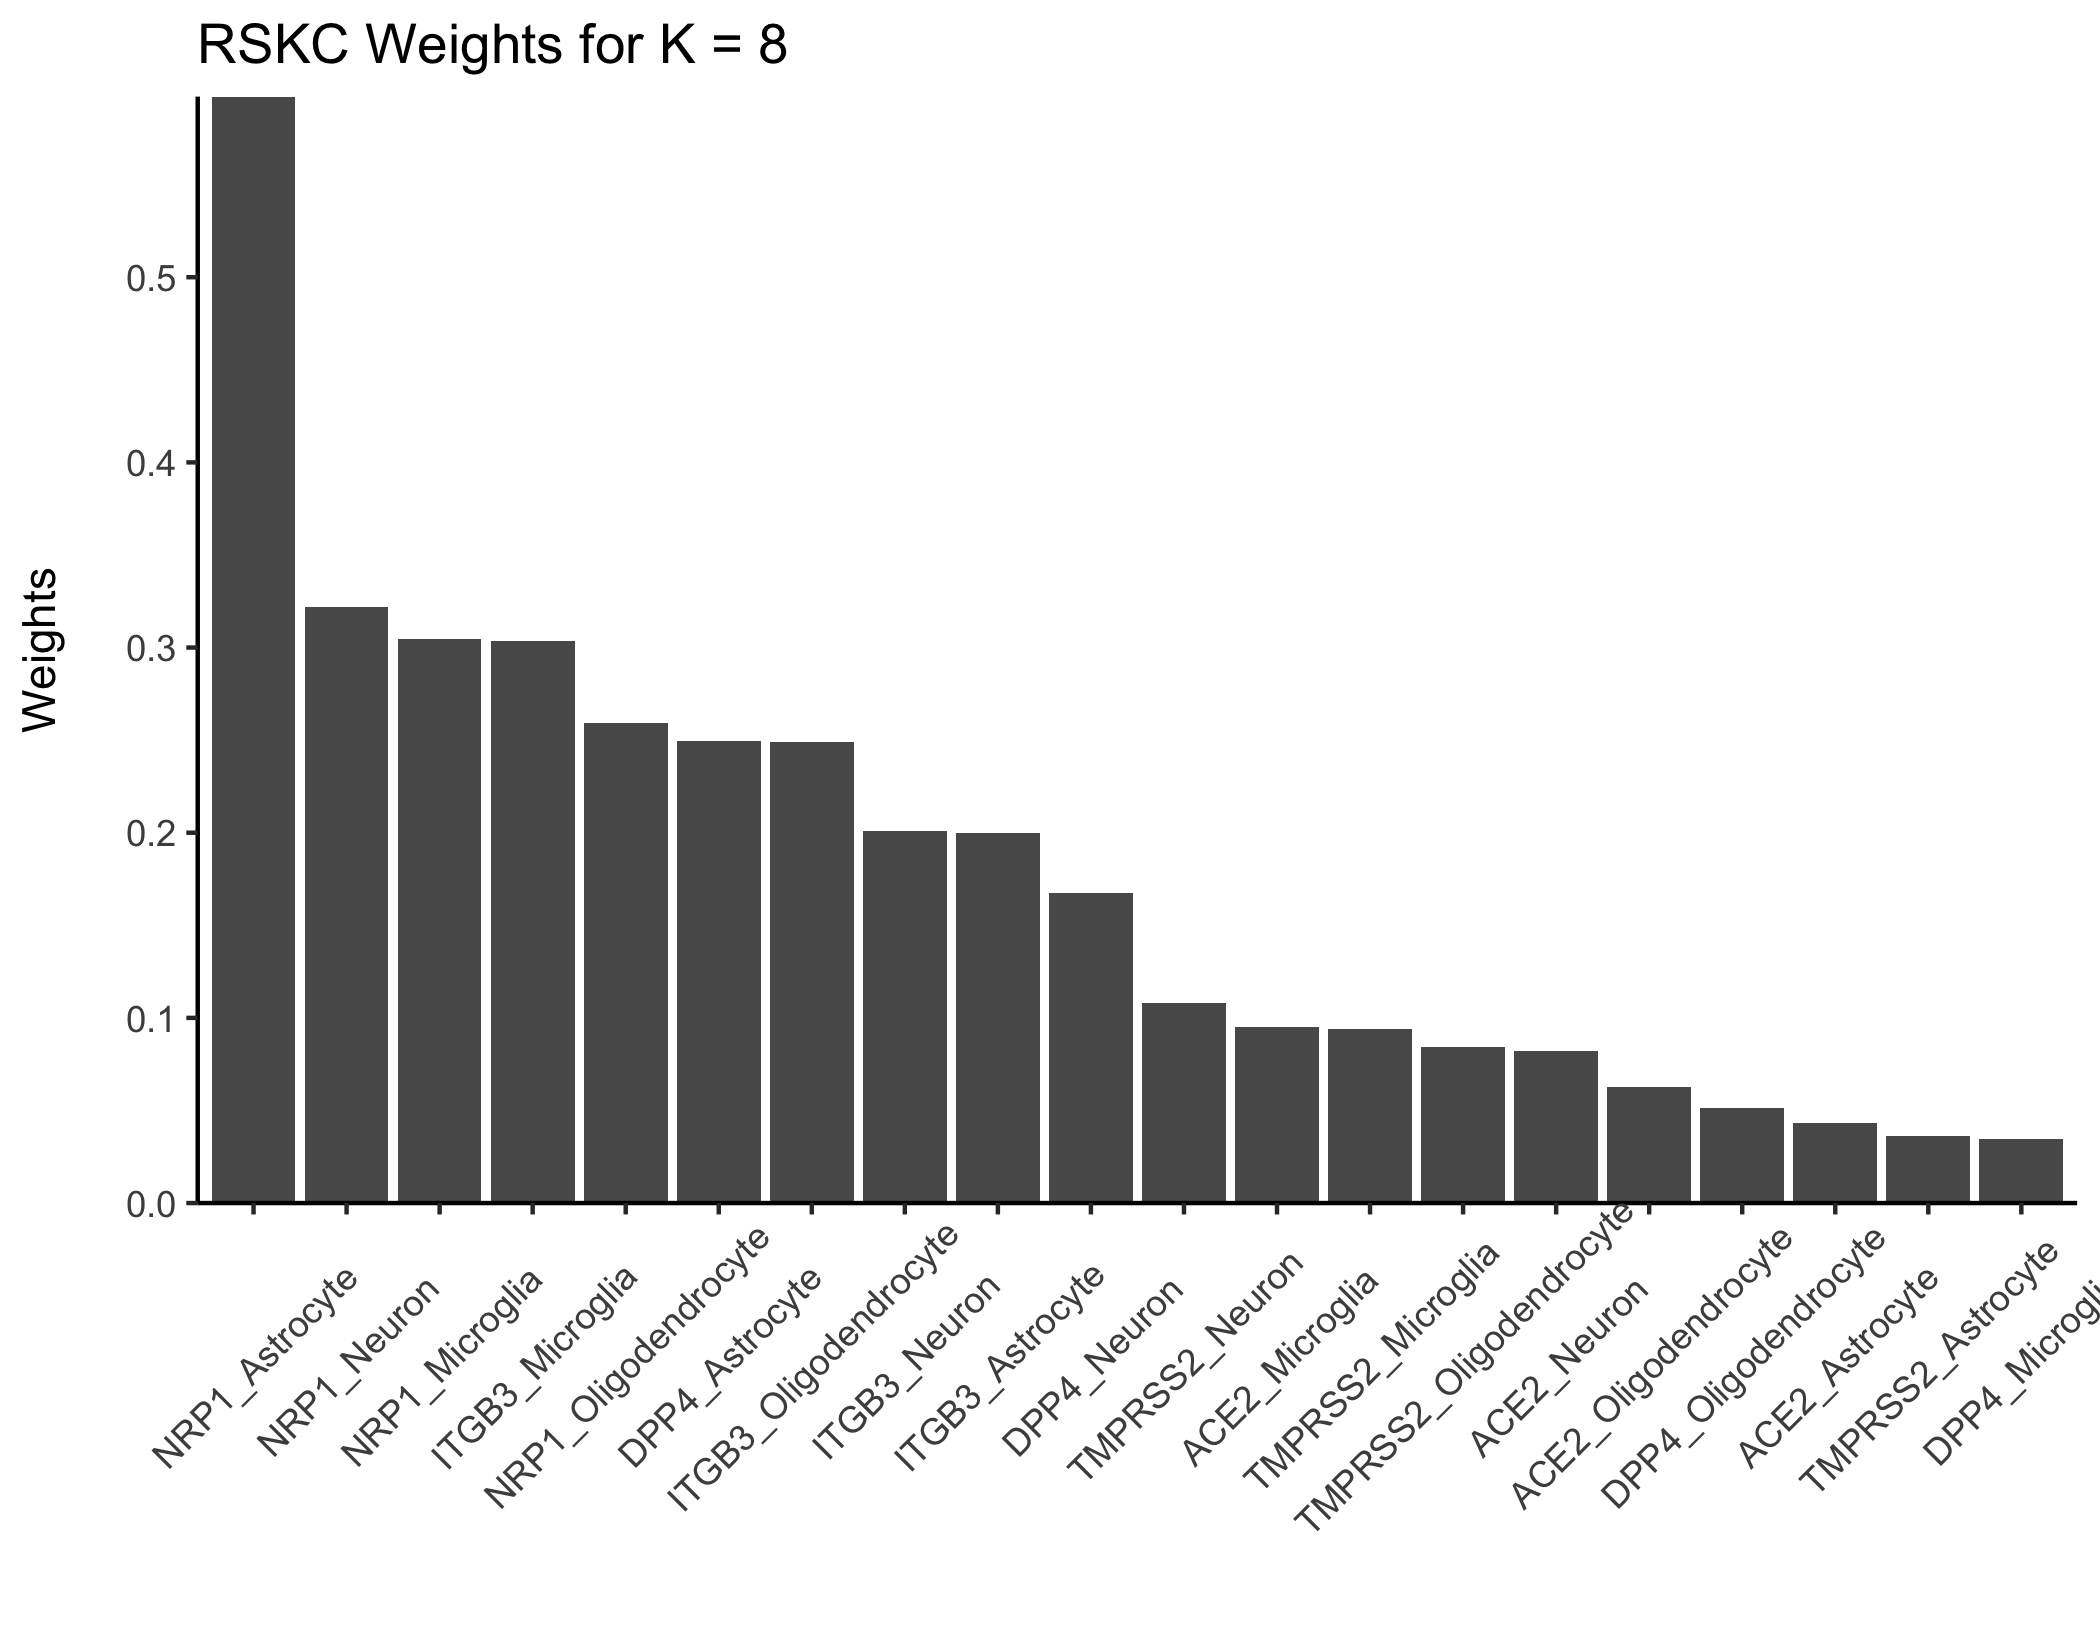 RSKC Weights for K = 8
Weights
0.5
0.4
0.3
0.2
0.1
0.0
NRP1_Astrocyte
NRP1_Neuron
NRP1_Microglia
ITGB3_Microglia
NRP1_Oligodendrocyte
DPP4_Astrocyte
ITGB3_Oligodendrocyte
ITGB3_Neuron
ITGB3_Astrocyte
DPP4_Neuron
TMPRSS2_Neuron
ACE2_Microglia
TMPRSS2_Microglia
TMPRSS2_Oligodendrocyte
ACE2_Neuron
ACE2_Oligodendrocyte
DPP4_Oligodendrocyte
ACE2_Astrocyte
TMPRSS2_Astrocyte
DPP4_Microgli